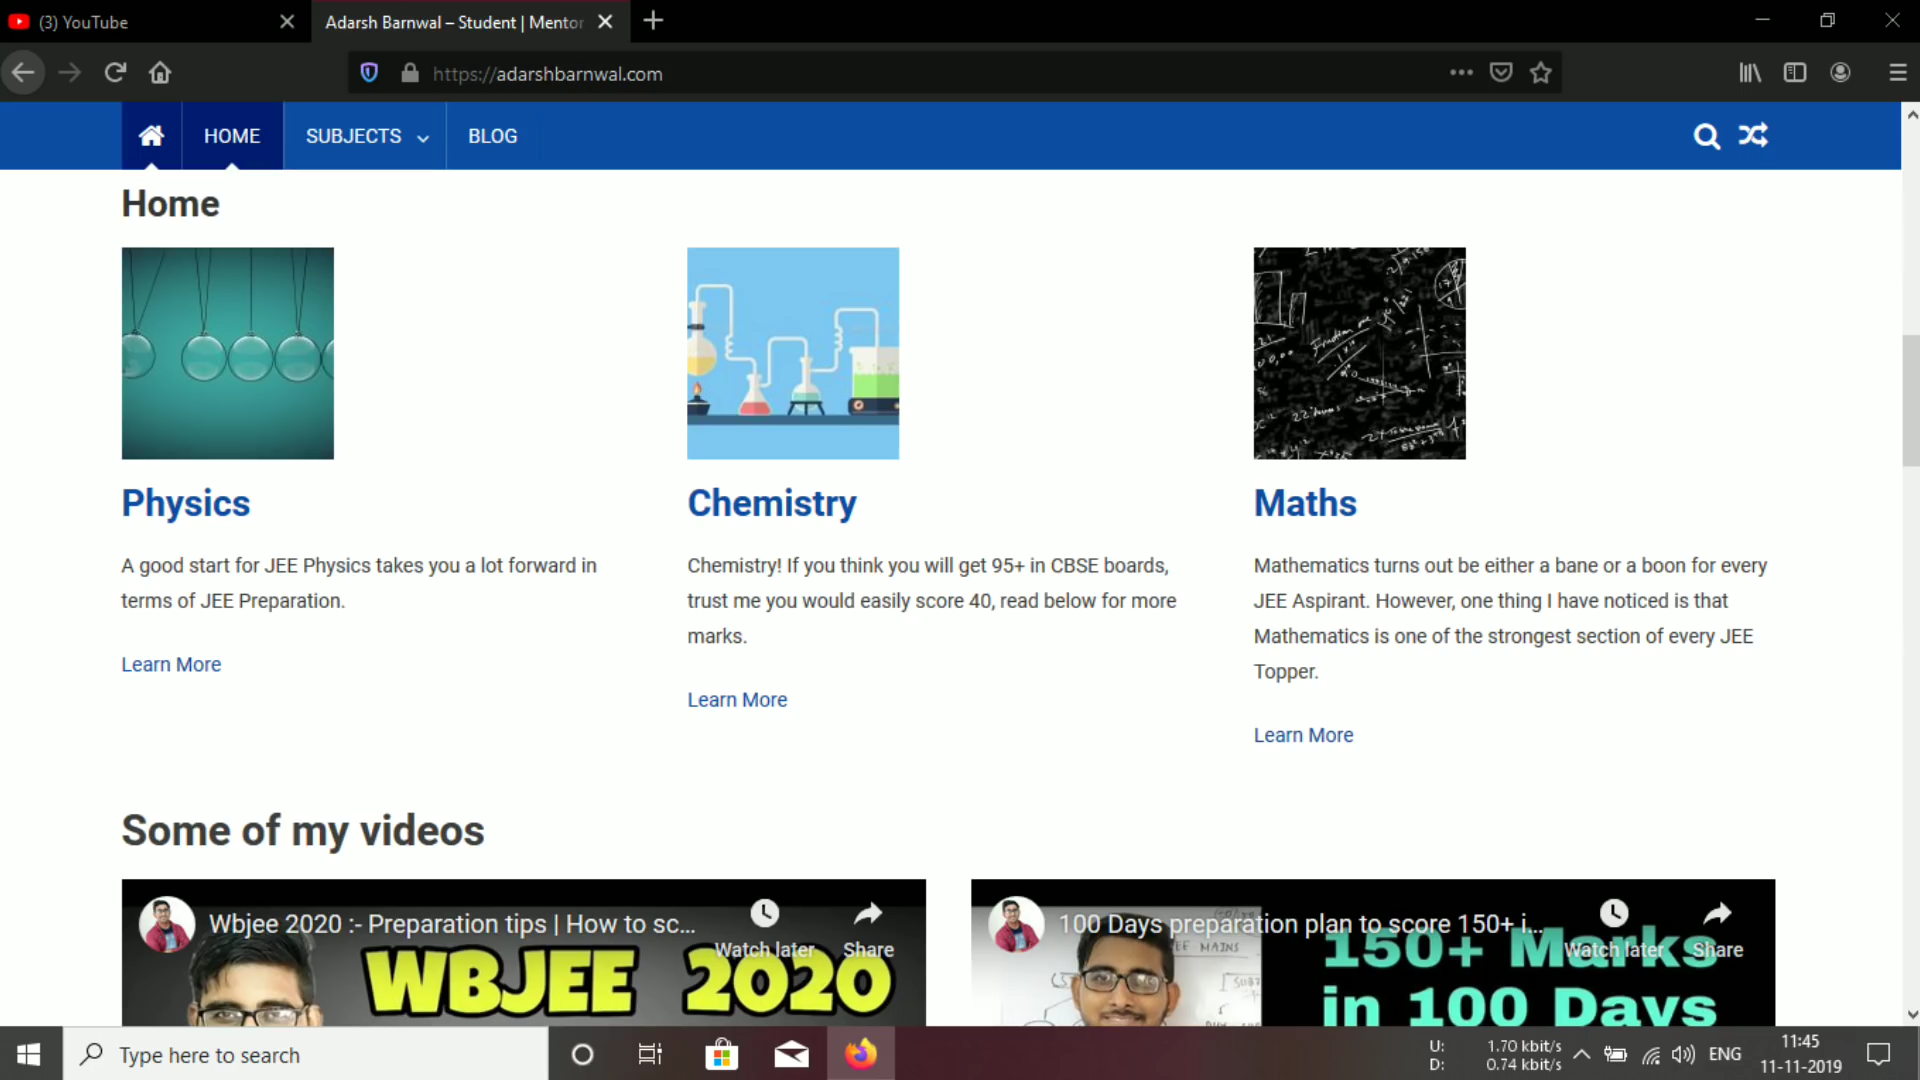 (3) YouTube
Adarsh Barnwal – Student | Mentor
https://adarshbarnwal.com
HOME
SUBJECTS
BLOG
Home
Physics
A good start for JEE Physics takes you a lot forward in
terms of JEE Preparation.
Learn More
Chemistry
Chemistry! If you think you will get 95+ in CBSE boards,
trust me you would easily score 40, read below for more
marks.
Learn More
Maths
Mathematics turns out be either a bane or a boon for every
JEE Aspirant. However, one thing I have noticed is that
Mathematics is one of the strongest section of every JEE
Topper.
Learn More
Some of my videos
Wbjee 2020 :- Preparation tips | How to sc...
Watch later
Share
WBJEE 2020
100 Days preparation plan to score 150+ i...
Watch later
Share
150+ Marks
in 100 Days
Type here to search
U: 1.70 kbit/s
D: 0.74 kbit/s
ENG
11:45
11-11-2019